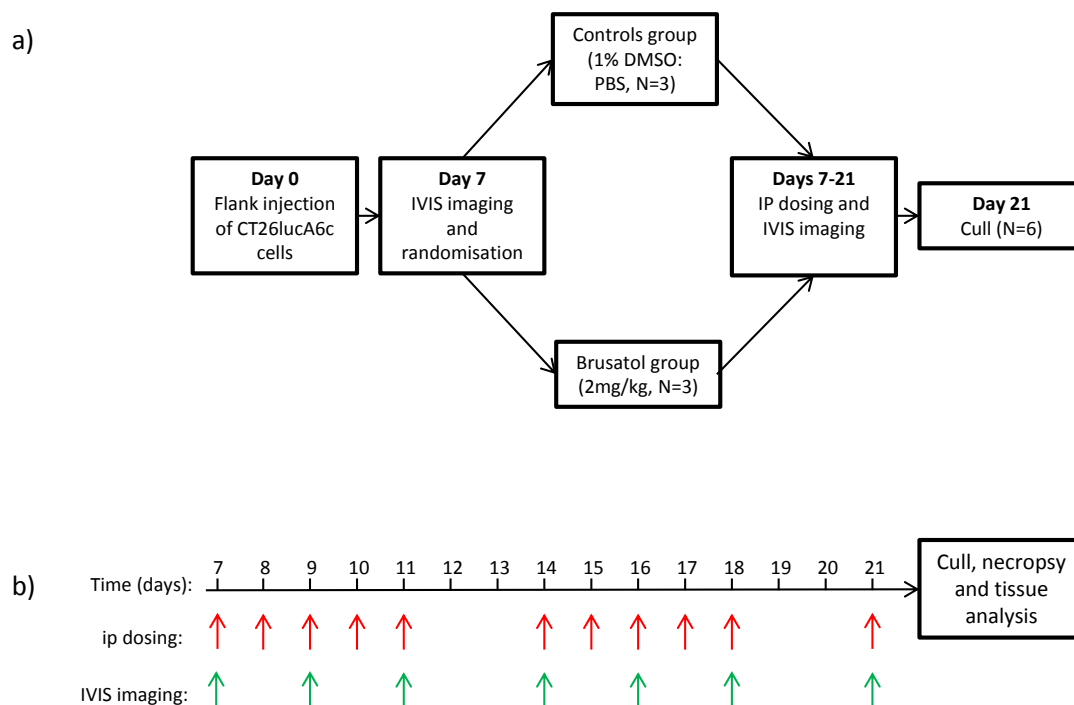 a)
Controls group
(1% DMSO:
PBS, N=3)
Day 0
Flank injection
of CT26lucA6c
cells
Day 7
IVIS imaging
and
randomisation
Days 7-21
IP dosing and
IVIS imaging
Day 21
Cull (N=6)
Brusatol group
(2mg/kg, N=3)
b)
Time (days): 7 8 9 10 11 12 13 14 15 16 17 18 19 20 21
Cull, necropsy
and tissue
analysis
ip dosing:
IVIS imaging: